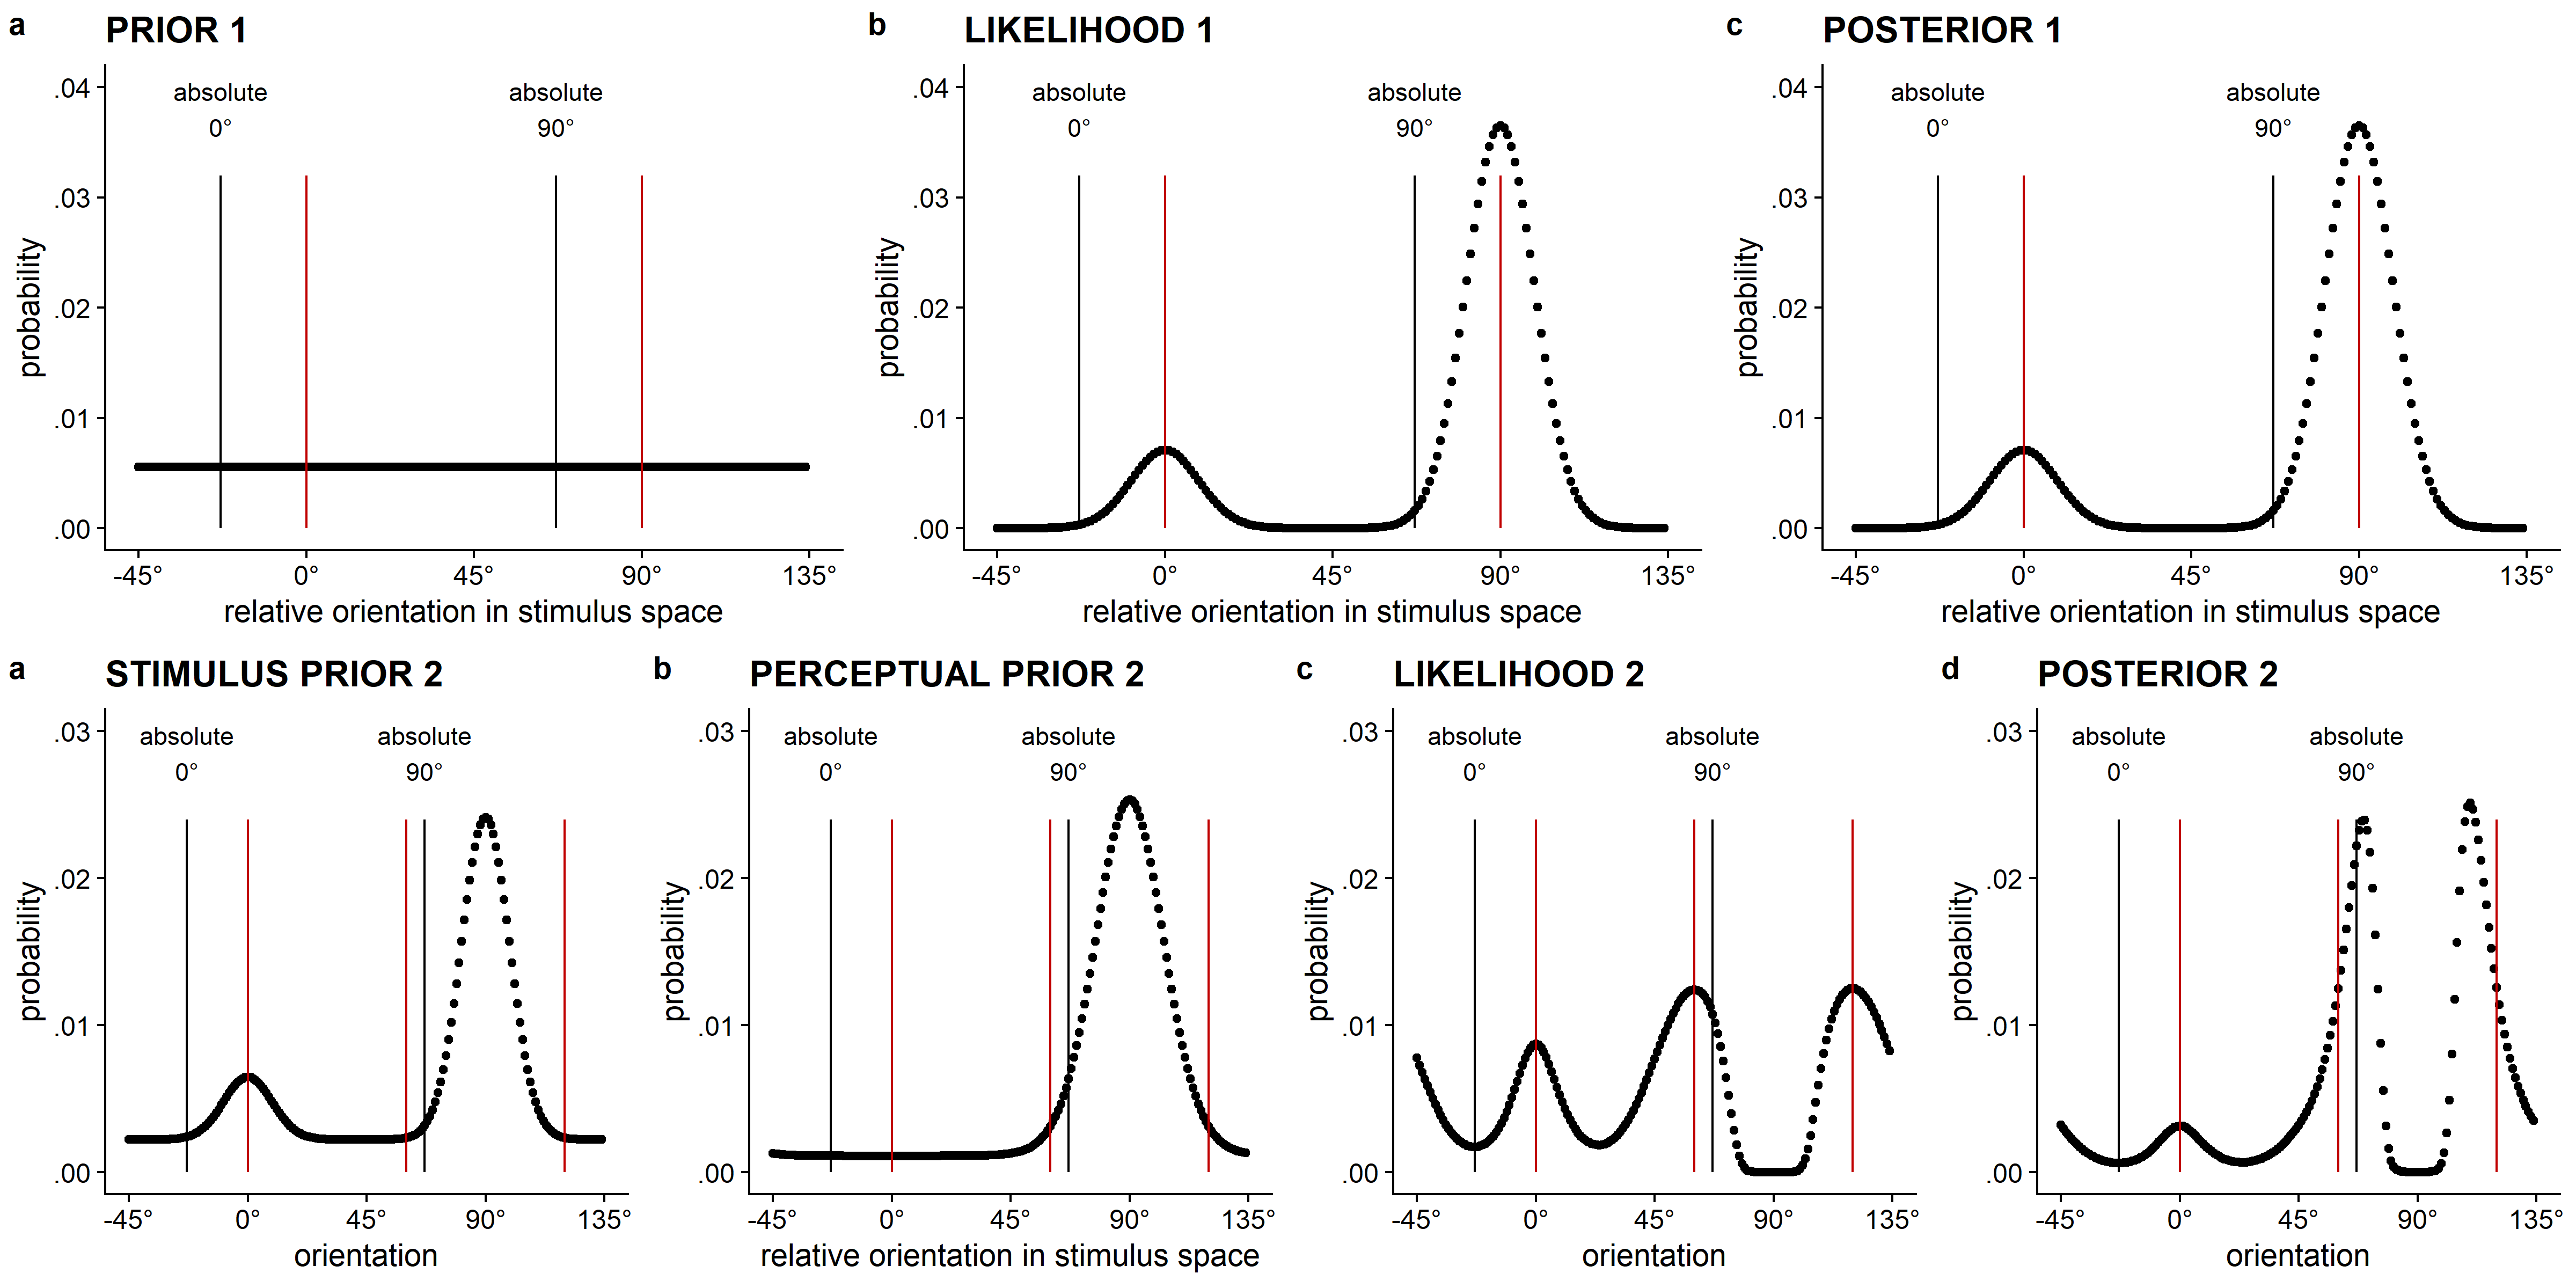 a PRIOR 1
absolute
0°
absolute
90°
.04
.03
.02
.01
.00
probability
-45° 0° 45° 90° 135°
relative orientation in stimulus space
b LIKELIHOOD 1
absolute
0°
absolute
90°
.04
.03
.02
.01
.00
probability
-45° 0° 45° 90° 135°
relative orientation in stimulus space
c POSTERIOR 1
absolute
0°
absolute
90°
.04
.03
.02
.01
.00
probability
-45° 0° 45° 90° 135°
relative orientation in stimulus space
a STIMULUS PRIOR 2
absolute
0°
absolute
90°
.03
.02
.01
.00
probability
-45° 0° 45° 90° 135°
orientation
b PERCEPTUAL PRIOR 2
absolute
0°
absolute
90°
.03
.02
.01
.00
probability
-45° 0° 45° 90° 135°
relative orientation in stimulus space
c LIKELIHOOD 2
absolute
0°
absolute
90°
.03
.02
.01
.00
probability
-45° 0° 45° 90° 135°
orientation
d POSTERIOR 2
absolute
0°
absolute
90°
.03
.02
.01
.00
probability
-45° 0° 45° 90° 135°
orientation